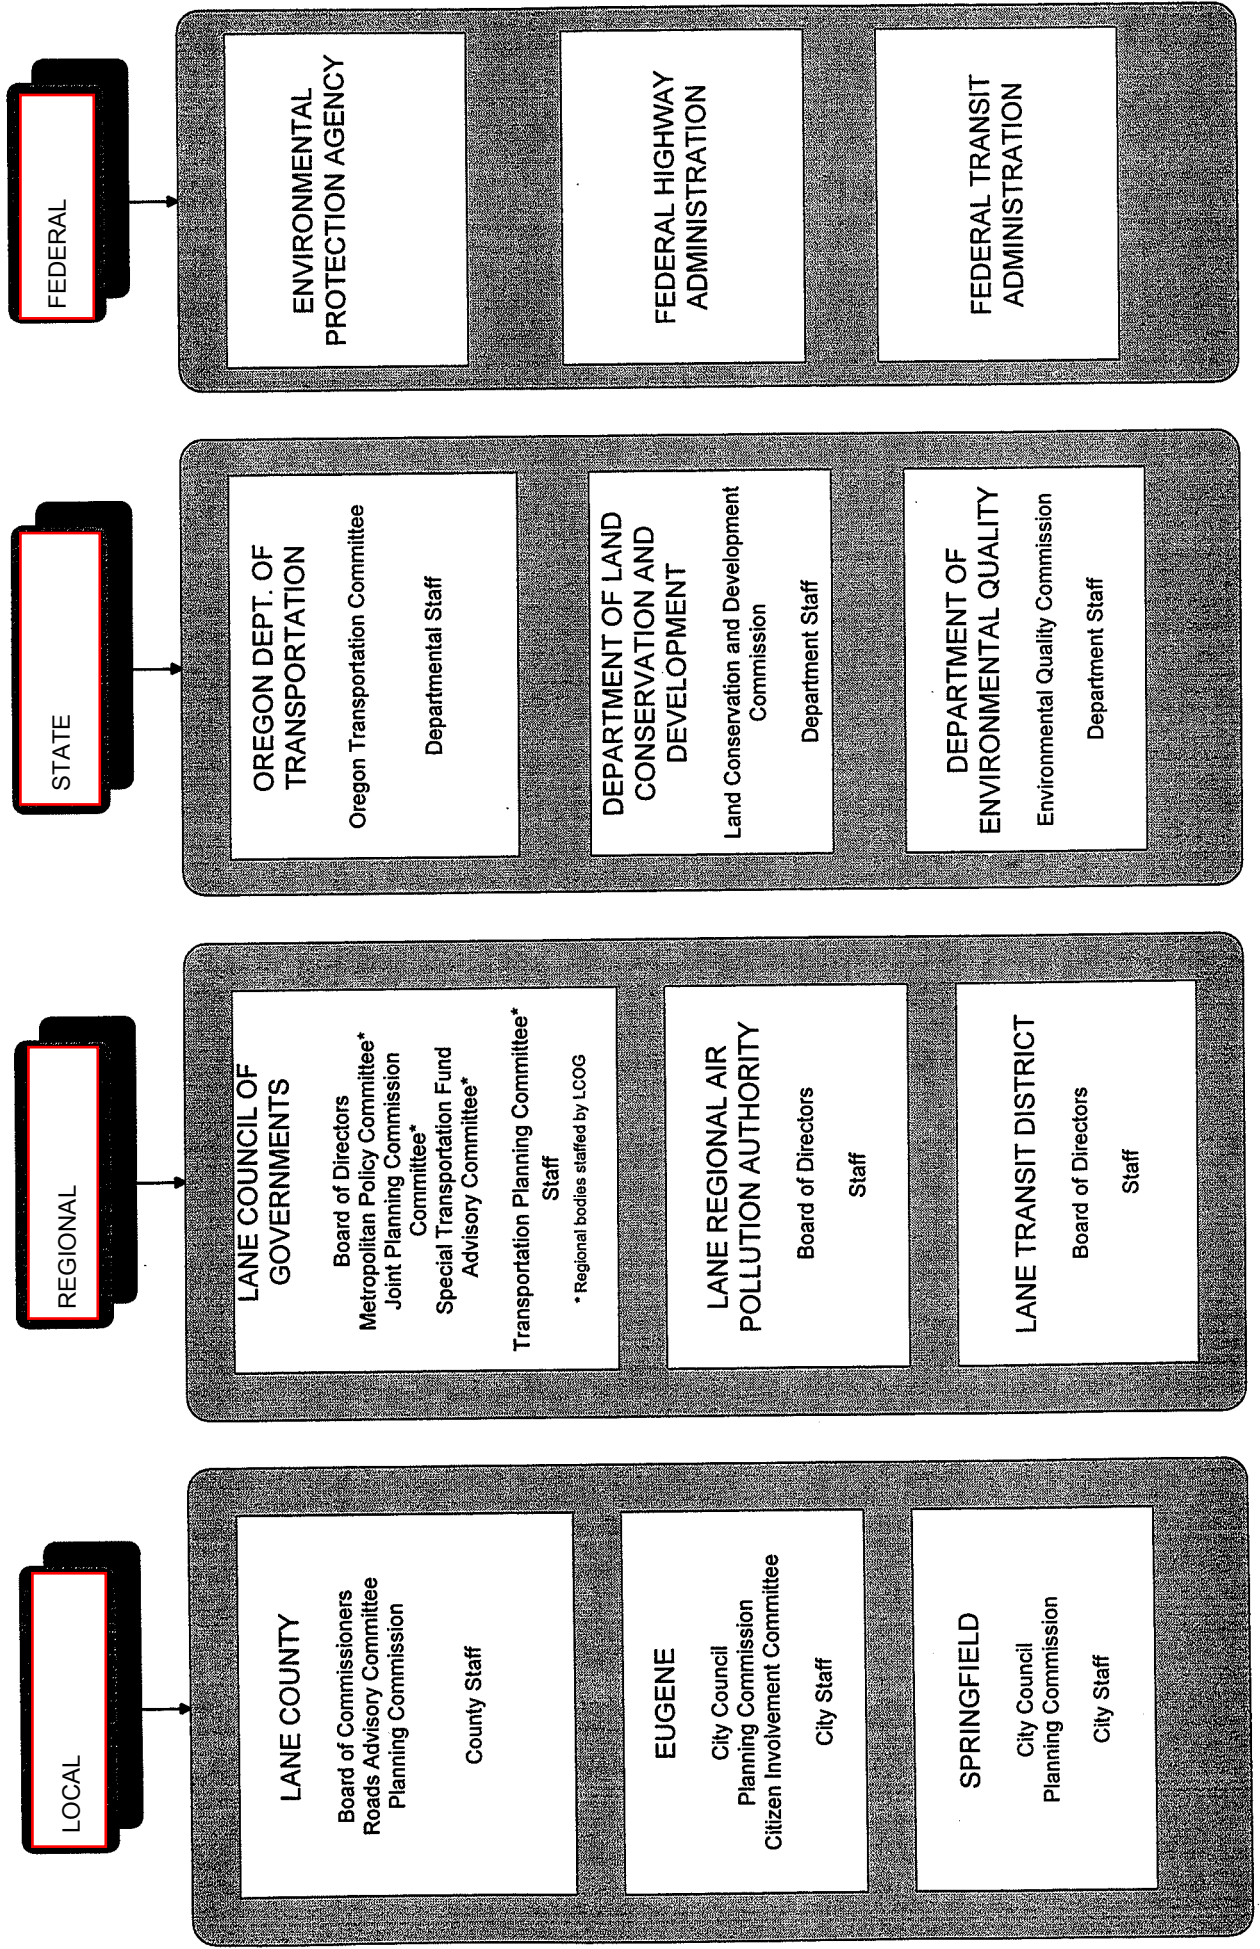 LOCAL
LANE COUNTY
Board of Commissioners
Roads Advisory Committee
Planning Commission
County Staff
EUGENE
City Council
Planning Commission
Citizen Involvement Committee
City Staff
SPRINGFIELD
City Council
Planning Commission
City Staff
REGIONAL
LANE COUNCIL OF
GOVERNMENTS
Board of Directors
Metropolitan Policy Committee*
Joint Planning Commission
Committee*
Special Transportation Fund
Advisory Committee*
Transportation Planning Committee*
Staff
* Regional bodies staffed by LCOG
LANE REGIONAL AIR
POLLUTION AUTHORITY
Board of Directors
Staff
LANE TRANSIT DISTRICT
Board of Directors
Staff
STATE
OREGON DEPT. OF
TRANSPORTATION
Oregon Transportation Committee
Departmental Staff
DEPARTMENT OF LAND
CONSERVATION AND
DEVELOPMENT
Land Conservation and Development
Commission
Department Staff
DEPARTMENT OF
ENVIRONMENTAL QUALITY
Environmental Quality Commission
Department Staff
FEDERAL
ENVIRONMENTAL
PROTECTION AGENCY
FEDERAL HIGHWAY
ADMINISTRATION
FEDERAL TRANSIT
ADMINISTRATION